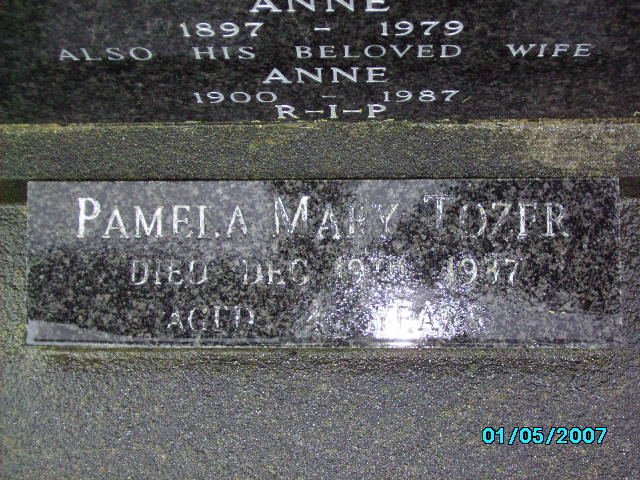 ANNE
1897 – 1979
ALSO HIS BELOVED WIFE
ANNE
1900 – 1987
R–I–P
PAMELA MARY TOZER
DIED DEC
AGED YEARS
01/05/2007